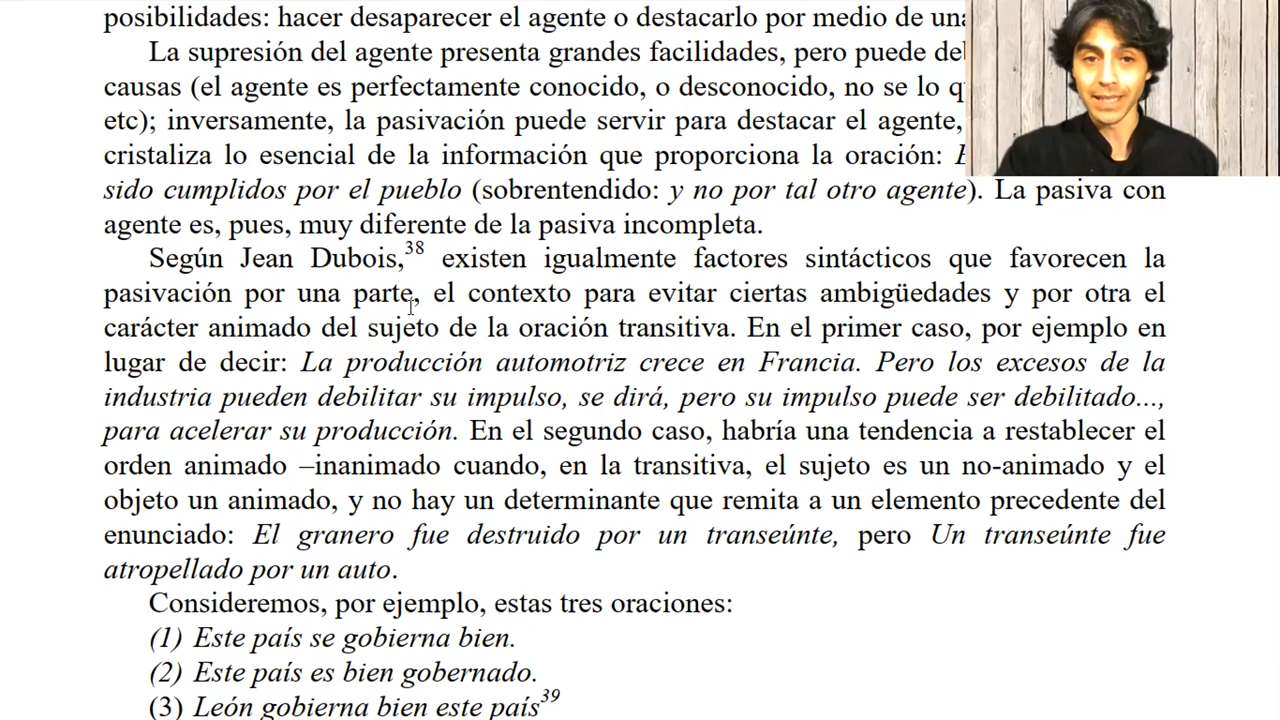 posibilidades: hacer desaparecer el agente o destacarlo por medio de
La supresión del agente presenta grandes facilidades, pero puede
causas (el agente es perfectamente conocido, o desconocido, no se lo
etc); inversamente, la pasivación puede servir para destacar el agente,
cristaliza lo esencial de la información que proporciona la oración:
sido cumplidos por el pueblo (sobrentendido: y no por tal otro agente). La pasiva con
agente es, pues, muy diferente de la pasiva incompleta.
Según Jean Dubois,38 existen igualmente factores sintácticos que favorecen la
pasivación por una parte, el contexto para evitar ciertas ambigüedades y por otra el
carácter animado del sujeto de la oración transitiva. En el primer caso, por ejemplo en
lugar de decir: La producción automotriz crece en Francia. Pero los excesos de la
industria pueden debilitar su impulso, se dirá, pero su impulso puede ser debilitado...,
para acelerar su producción. En el segundo caso, habría una tendencia a restablecer el
orden animado –inanimado cuando, en la transitiva, el sujeto es un no-animado y el
objeto un animado, y no hay un determinante que remita a un elemento precedente del
enunciado: El granero fue destruido por un transeúnte, pero Un transeúnte fue
atropellado por un auto.
Consideremos, por ejemplo, estas tres oraciones:
(1) Este país se gobierna bien.
(2) Este país es bien gobernado.
(3) León gobierna bien este país39